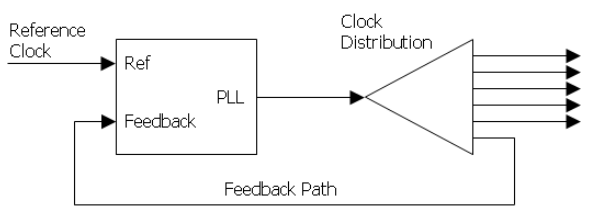 Reference
Clock
Clock
Distribution
Ref
PLL
Feedback
Feedback Path